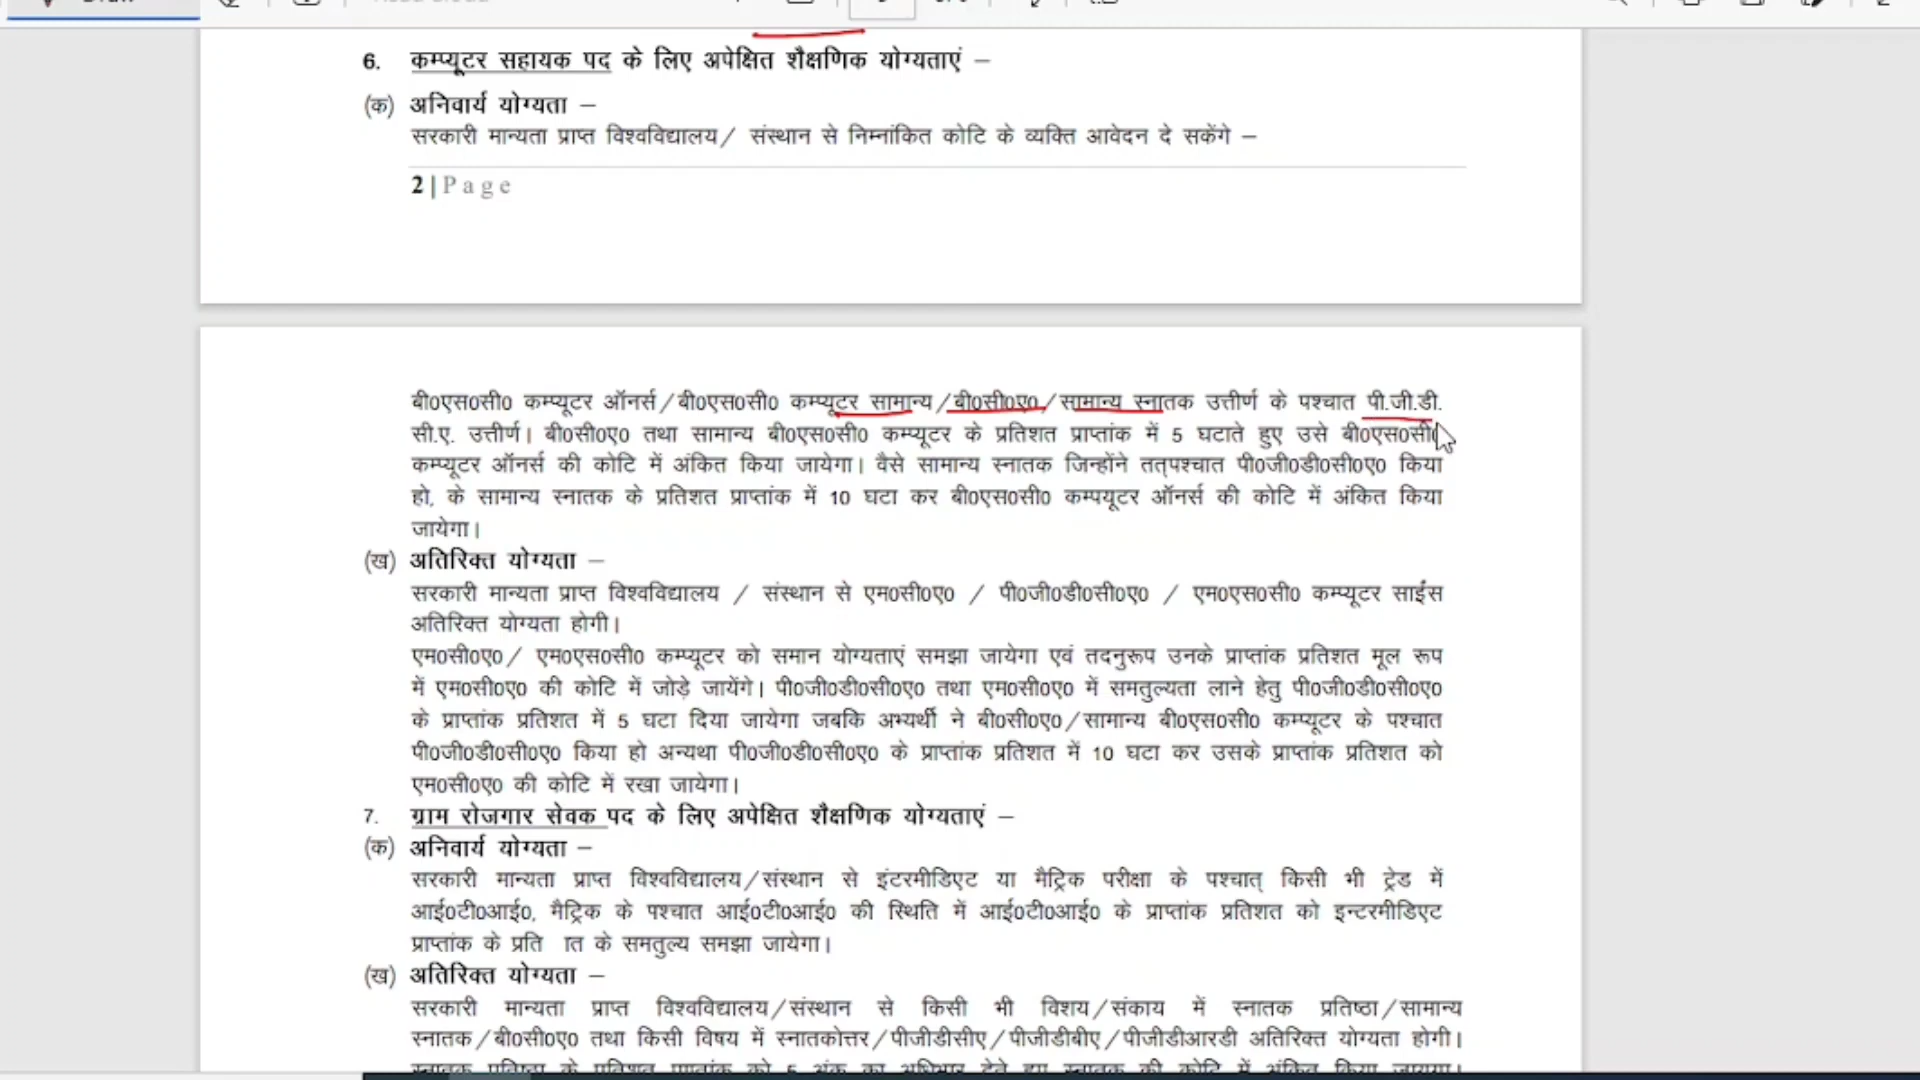 6. कम्प्यूटर सहायक पद के लिए अपेक्षित शैक्षणिक योग्यताएं –
(क) अनिवार्य योग्यता –
सरकारी मान्यता प्राप्त विश्वविद्यालय/ संस्थान से निम्नांकित कोटि के व्यक्ति आवेदन दे सकेंगे –
2|Page
बी0एस0सी0 कम्प्यूटर ऑनर्स/बी0एस0सी0 कम्प्यूटर सामान्य/बी0सी0ए0/सामान्य स्नातक उत्तीर्ण के पश्चात पी.जी.डी.
सी.ए. उत्तीर्ण। बी0सी0ए0 तथा सामान्य बी0एस0सी0 कम्प्यूटर के प्रतिशत प्राप्तांक में 5 घटाते हुए उसे बी0एस0सी0
कम्प्यूटर ऑनर्स की कोटि में अंकित किया जायेगा। वैसे सामान्य स्नातक जिन्होंने तत्पश्चात पी0जी0डी0सी0ए0 किया
हो, के सामान्य स्नातक के प्रतिशत प्राप्तांक में 10 घटा कर बी0एस0सी0 कम्पयूटर ऑनर्स की कोटि में अंकित किया
जायेगा।
(ख) अतिरिक्त योग्यता –
सरकारी मान्यता प्राप्त विश्वविद्यालय / संस्थान से एम0सी0ए0 / पी0जी0डी0सी0ए0 / एम0एस0सी0 कम्प्यूटर साईंस
अतिरिक्त योग्यता होगी।
एम0सी0ए0/ एम0एस0सी0 कम्प्यूटर को समान योग्यताएं समझा जायेगा एवं तदनुरूप उनके प्राप्तांक प्रतिशत मूल रूप
में एम0सी0ए0 की कोटि में जोड़े जायेंगे। पी0जी0डी0सी0ए0 तथा एम0सी0ए0 में समतुल्यता लाने हेतु पी0जी0डी0सी0ए0
के प्राप्तांक प्रतिशत में 5 घटा दिया जायेगा जबकि अभ्यर्थी ने बी0सी0ए0/सामान्य बी0एस0सी0 कम्प्यूटर के पश्चात
पी0जी0डी0सी0ए0 किया हो अन्यथा पी0जी0डी0सी0ए0 के प्राप्तांक प्रतिशत में 10 घटा कर उसके प्राप्तांक प्रतिशत को
एम0सी0ए0 की कोटि में रखा जायेगा।
7. ग्राम रोजगार सेवक पद के लिए अपेक्षित शैक्षणिक योग्यताएं –
(क) अनिवार्य योग्यता –
सरकारी मान्यता प्राप्त विश्वविद्यालय/संस्थान से इंटरमीडिएट या मैट्रिक परीक्षा के पश्चात् किसी भी ट्रेड में
आई0टी0आई0, मैट्रिक के पश्चात आई0टी0आई0 की स्थिति में आई0टी0आई0 के प्राप्तांक प्रतिशत को इन्टरमीडिएट
प्राप्तांक के प्रति ात के समतुल्य समझा जायेगा।
(ख) अतिरिक्त योग्यता –
सरकारी मान्यता प्राप्त विश्वविद्यालय/संस्थान से किसी भी विशय/संकाय में स्नातक प्रतिष्ठा/सामान्य
स्नातक/बी0सी0ए0 तथा किसी विषय में स्नातकोत्तर/पीजीडीसीए/पीजीडीबीए/पीजीडीआरडी अतिरिक्त योग्यता होगी।
स्नातक प्रतिष्ठा के प्रतिशत प्राप्तांक को 5 अंक का अधिभार देते हुए स्नातक की कोटि में अंकित किया जायगा।